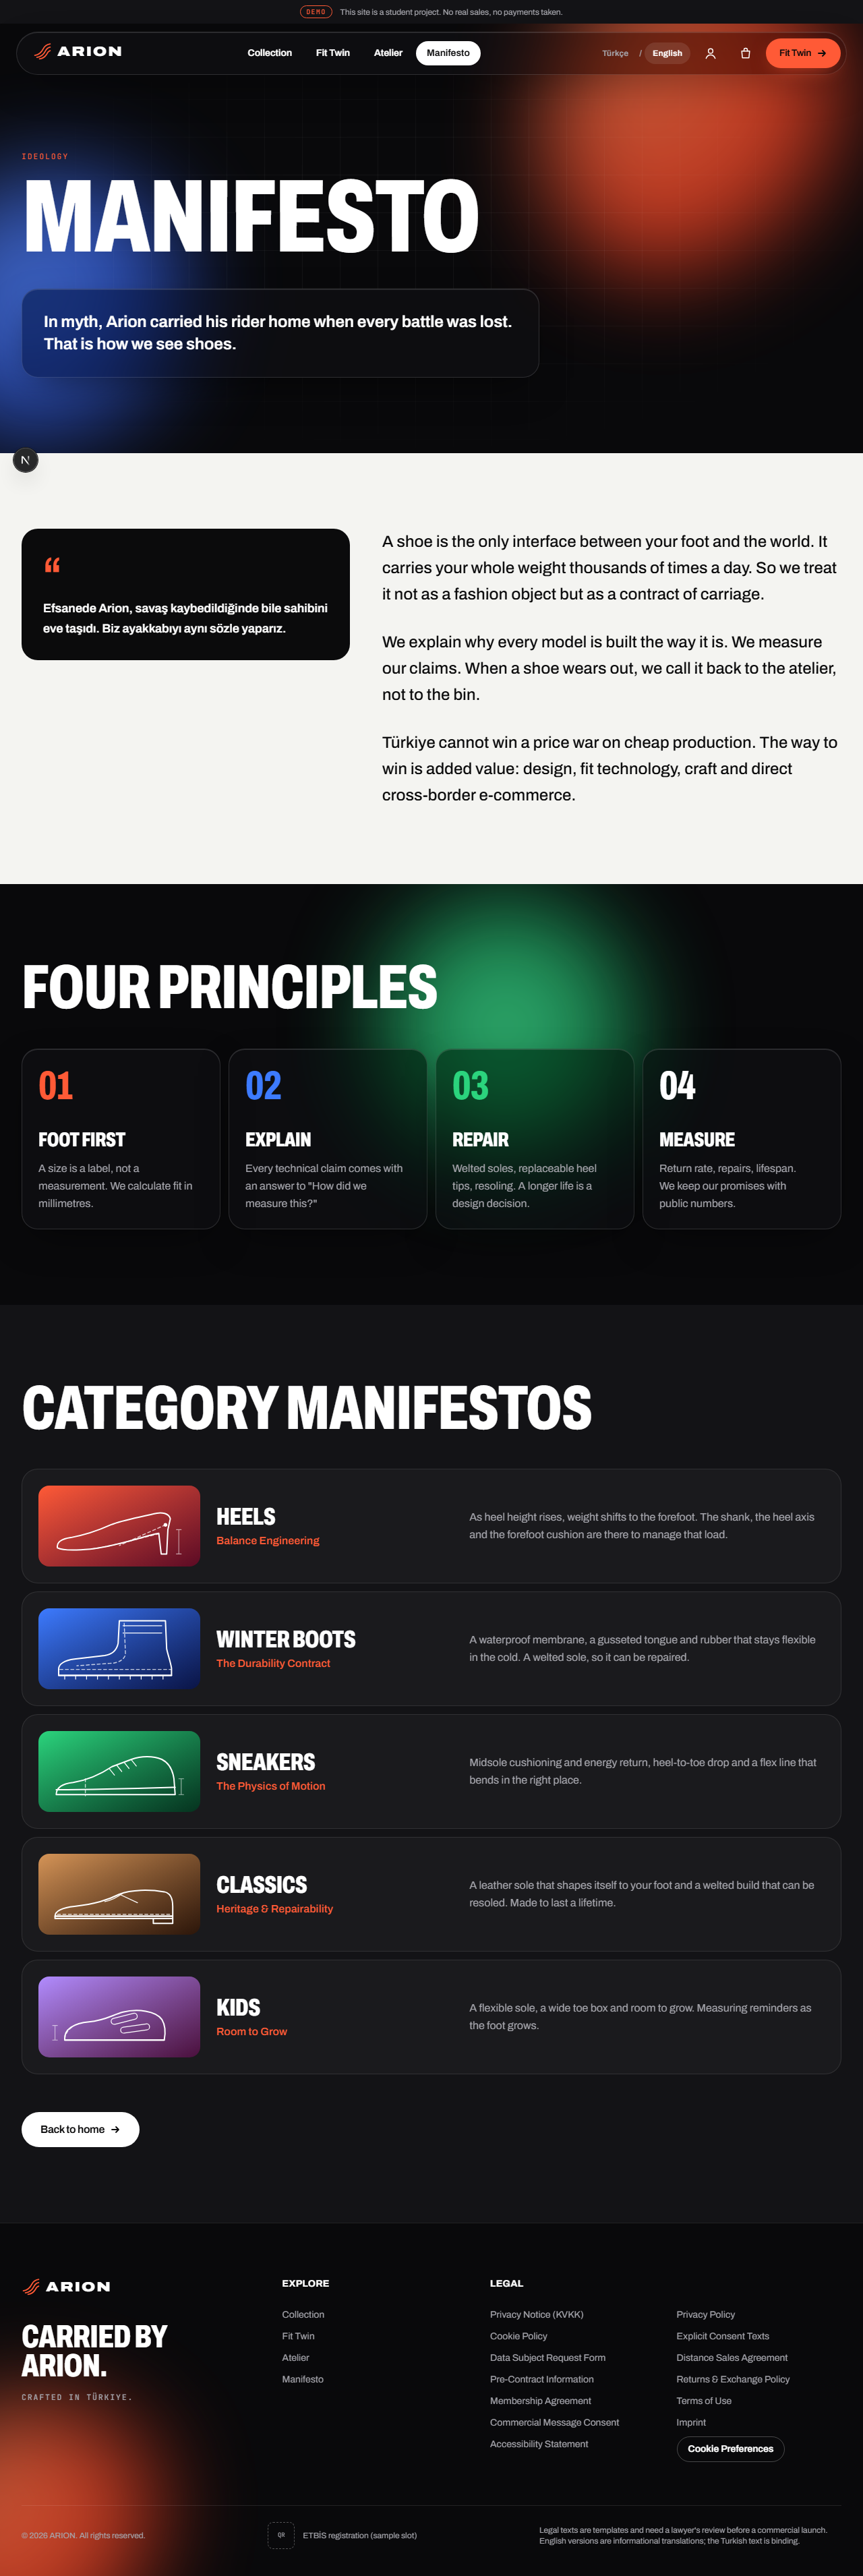 DEMO This site is a student project. No real sales, no payments taken.
ARION Collection Fit Twin Atelier Manifesto Türkçe / English Fit Twin →
IDEOLOGY
MANIFESTO
In myth, Arion carried his rider home when every battle was lost.
That is how we see shoes.
N
“
Efsanede Arion, savaş kaybedildiğinde bile sahibini
eve taşıdı. Biz ayakkabıyı aynı sözle yaparız.
A shoe is the only interface between your foot and the world. It
carries your whole weight thousands of times a day. So we treat
it not as a fashion object but as a contract of carriage.
We explain why every model is built the way it is. We measure
our claims. When a shoe wears out, we call it back to the atelier,
not to the bin.
Türkiye cannot win a price war on cheap production. The way to
win is added value: design, fit technology, craft and direct
cross-border e-commerce.
FOUR PRINCIPLES
01
FOOT FIRST
A size is a label, not a
measurement. We calculate fit in
millimetres.
02
EXPLAIN
Every technical claim comes with
an answer to "How did we
measure this?"
03
REPAIR
Welted soles, replaceable heel
tips, resoling. A longer life is a
design decision.
04
MEASURE
Return rate, repairs, lifespan.
We keep our promises with
public numbers.
CATEGORY MANIFESTOS
HEELS
Balance Engineering
As heel height rises, weight shifts to the forefoot. The shank, the heel axis
and the forefoot cushion are there to manage that load.
WINTER BOOTS
The Durability Contract
A waterproof membrane, a gusseted tongue and rubber that stays flexible
in the cold. A welted sole, so it can be repaired.
SNEAKERS
The Physics of Motion
Midsole cushioning and energy return, heel-to-toe drop and a flex line that
bends in the right place.
CLASSICS
Heritage & Repairability
A leather sole that shapes itself to your foot and a welted build that can be
resoled. Made to last a lifetime.
KIDS
Room to Grow
A flexible sole, a wide toe box and room to grow. Measuring reminders as
the foot grows.
Back to home →
ARION
CARRIED BY
ARION.
CRAFTED IN TÜRKIYE.
EXPLORE
Collection
Fit Twin
Atelier
Manifesto
LEGAL
Privacy Notice (KVKK)
Cookie Policy
Data Subject Request Form
Pre-Contract Information
Membership Agreement
Commercial Message Consent
Accessibility Statement
Privacy Policy
Explicit Consent Texts
Distance Sales Agreement
Returns & Exchange Policy
Terms of Use
Imprint
Cookie Preferences
© 2026 ARION. All rights reserved.
QR ETBİS registration (sample slot)
Legal texts are templates and need a lawyer's review before a commercial launch.
English versions are informational translations; the Turkish text is binding.